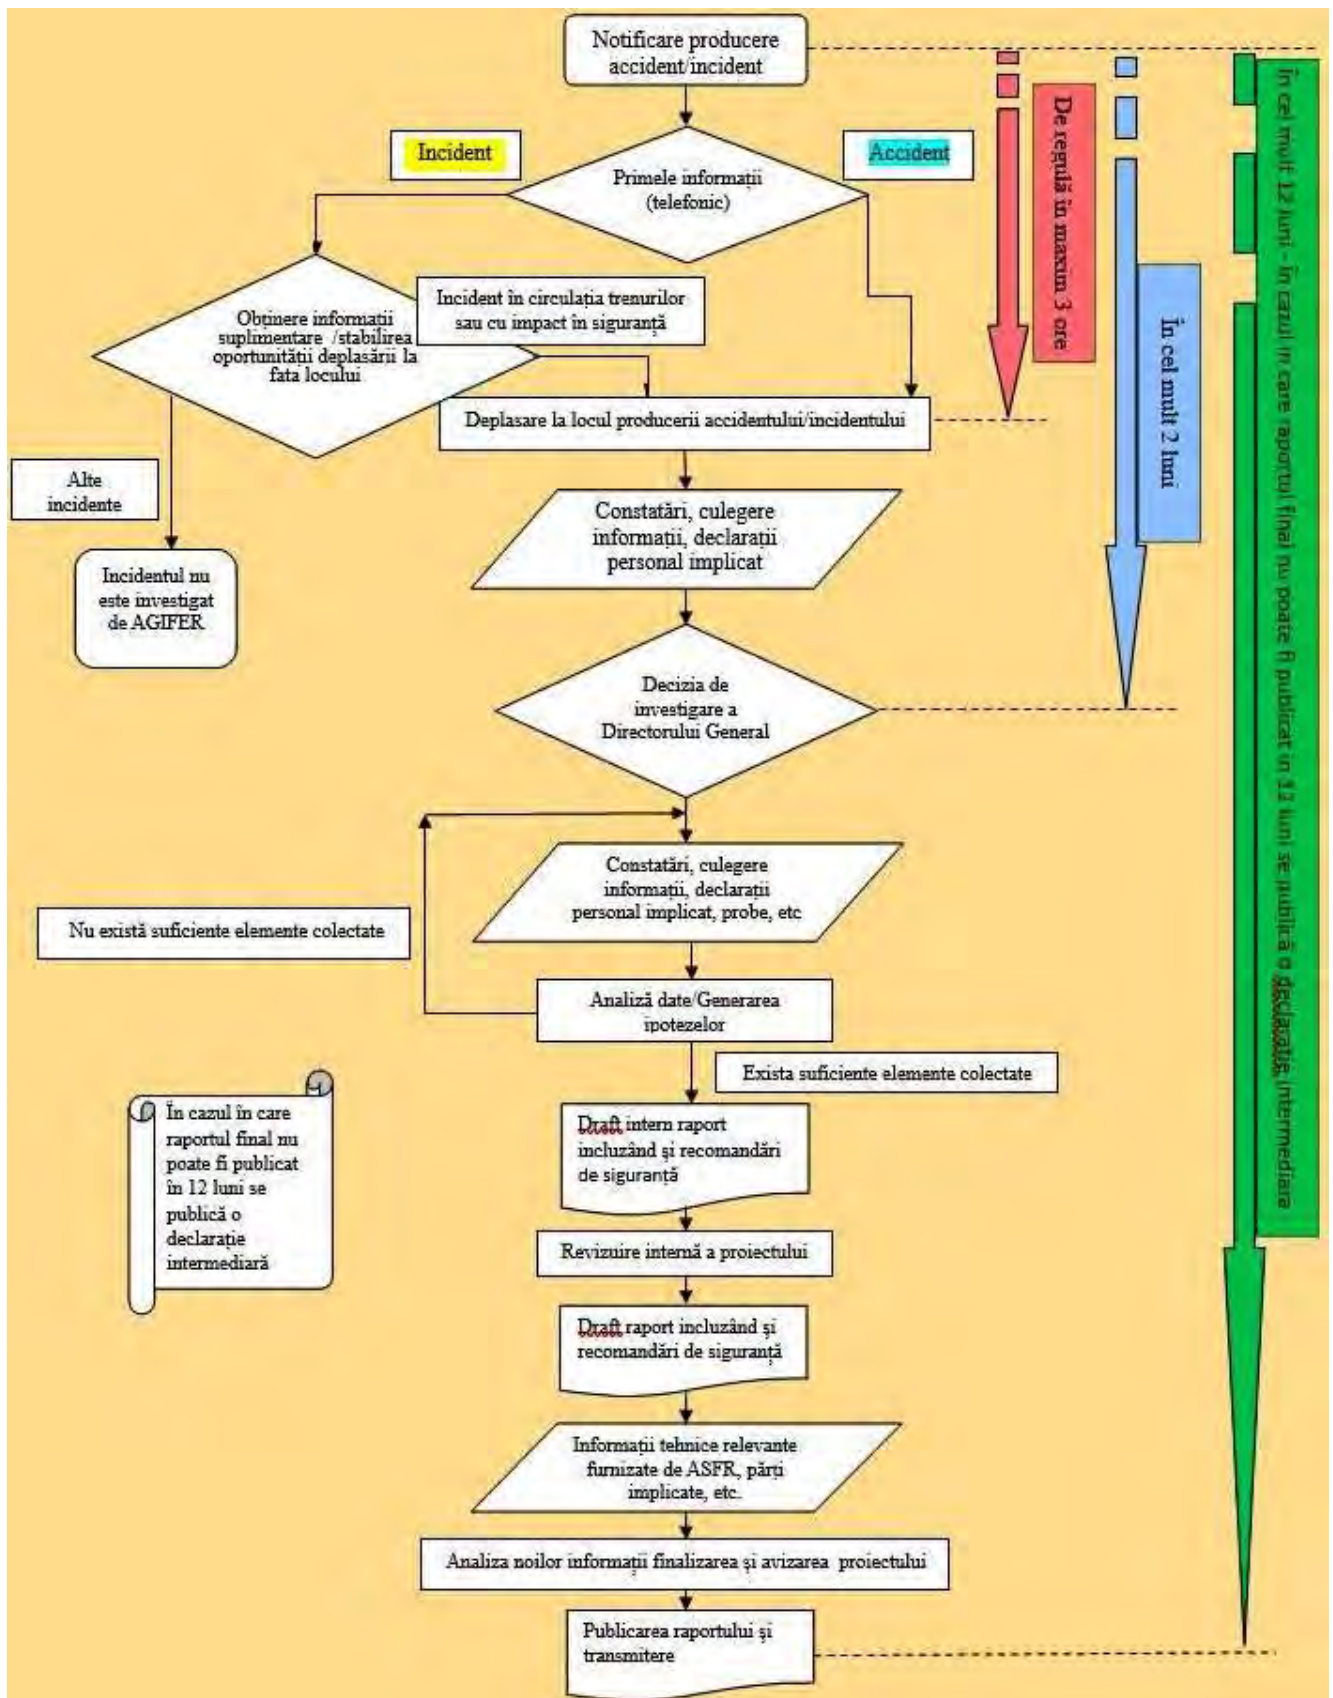 Notificare producere
accident/incident
Incident
Accident
Primele informații
(telefonic)
Incident în circulația trenurilor
sau cu impact în siguranță
Obținere informații
suplimentare /stabilirea
oportunității deplasării la
fata locului
Deplasare la locul producerii accidentului/incidentului
Alte
incidente
Incidentul nu
este investigat
de AGIFER
Constatări, culegere
informații, declarații
personal implicat
Decizia de
investigare a
Directorului General
Constatări, culegere
informații, declarații
personal implicat, probe, etc
Nu există suficiente elemente colectate
Analiză date/Generarea
ipotezelor
Exista suficiente elemente colectate
Draft intern raport
incluzând și recomandări
de siguranță
În cazul în care
raportul final nu
poate fi publicat
în 12 luni se
publică o
declarație
intermediară
Revizuire internă a proiectului
Draft raport incluzând și
recomandări de siguranță
Informații tehnice relevante
furnizate de ASFR, părți
implicate, etc.
Analiza noilor informații finalizarea și avizarea proiectului
Publicarea raportului și
transmitere
De regulă in maxim 3 ore
În cel mult 2 luni
în cel mult 12 luni - în cazul in care raportul final nu poate fi publicat in 12 luni se publică o declarație intermediara